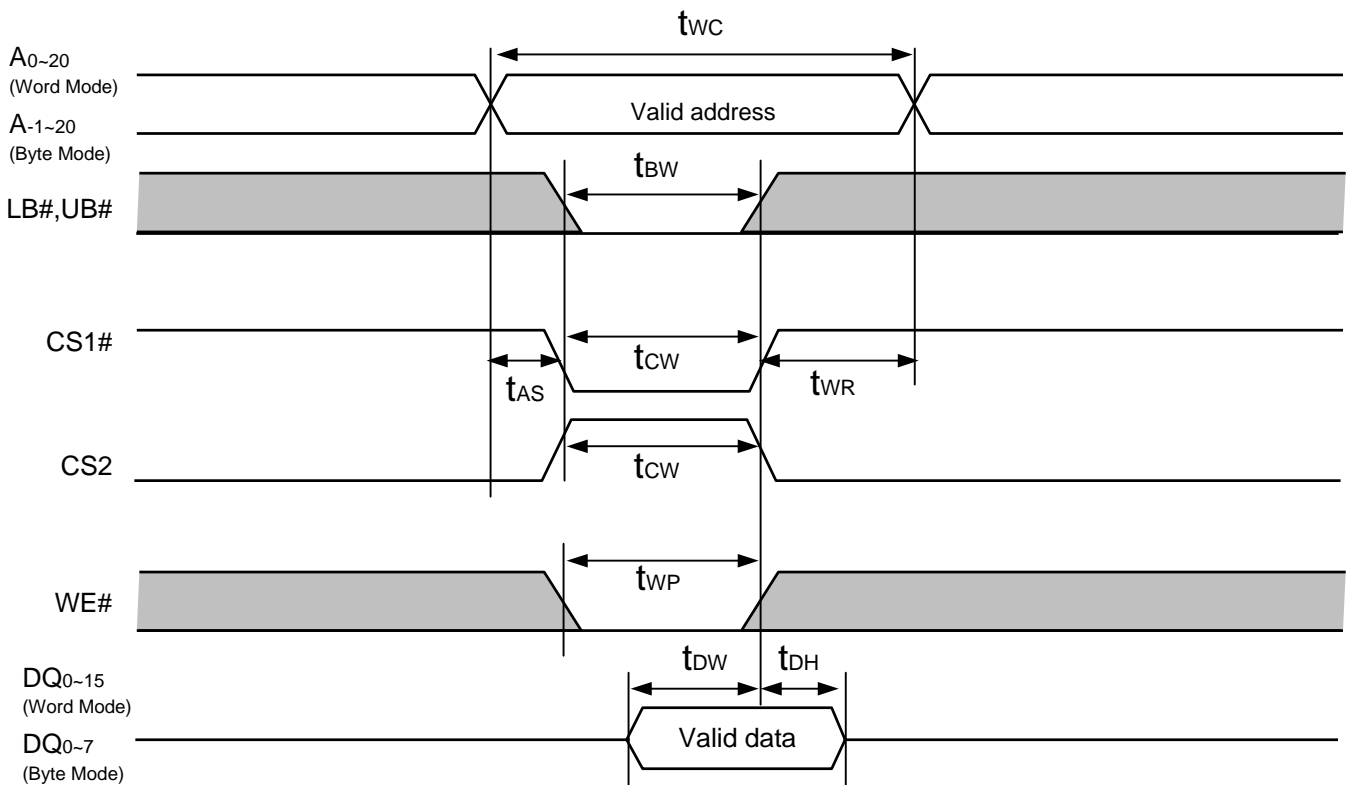 tWC
A0~20
(Word Mode)
Valid address
A-1~20
(Byte Mode)
tBW
LB#,UB#
CS1#
tCW
tAS
tWR
CS2
tCW
tWP
WE#
tDW
tDH
DQ0~15
(Word Mode)
Valid data
DQ0~7
(Byte Mode)